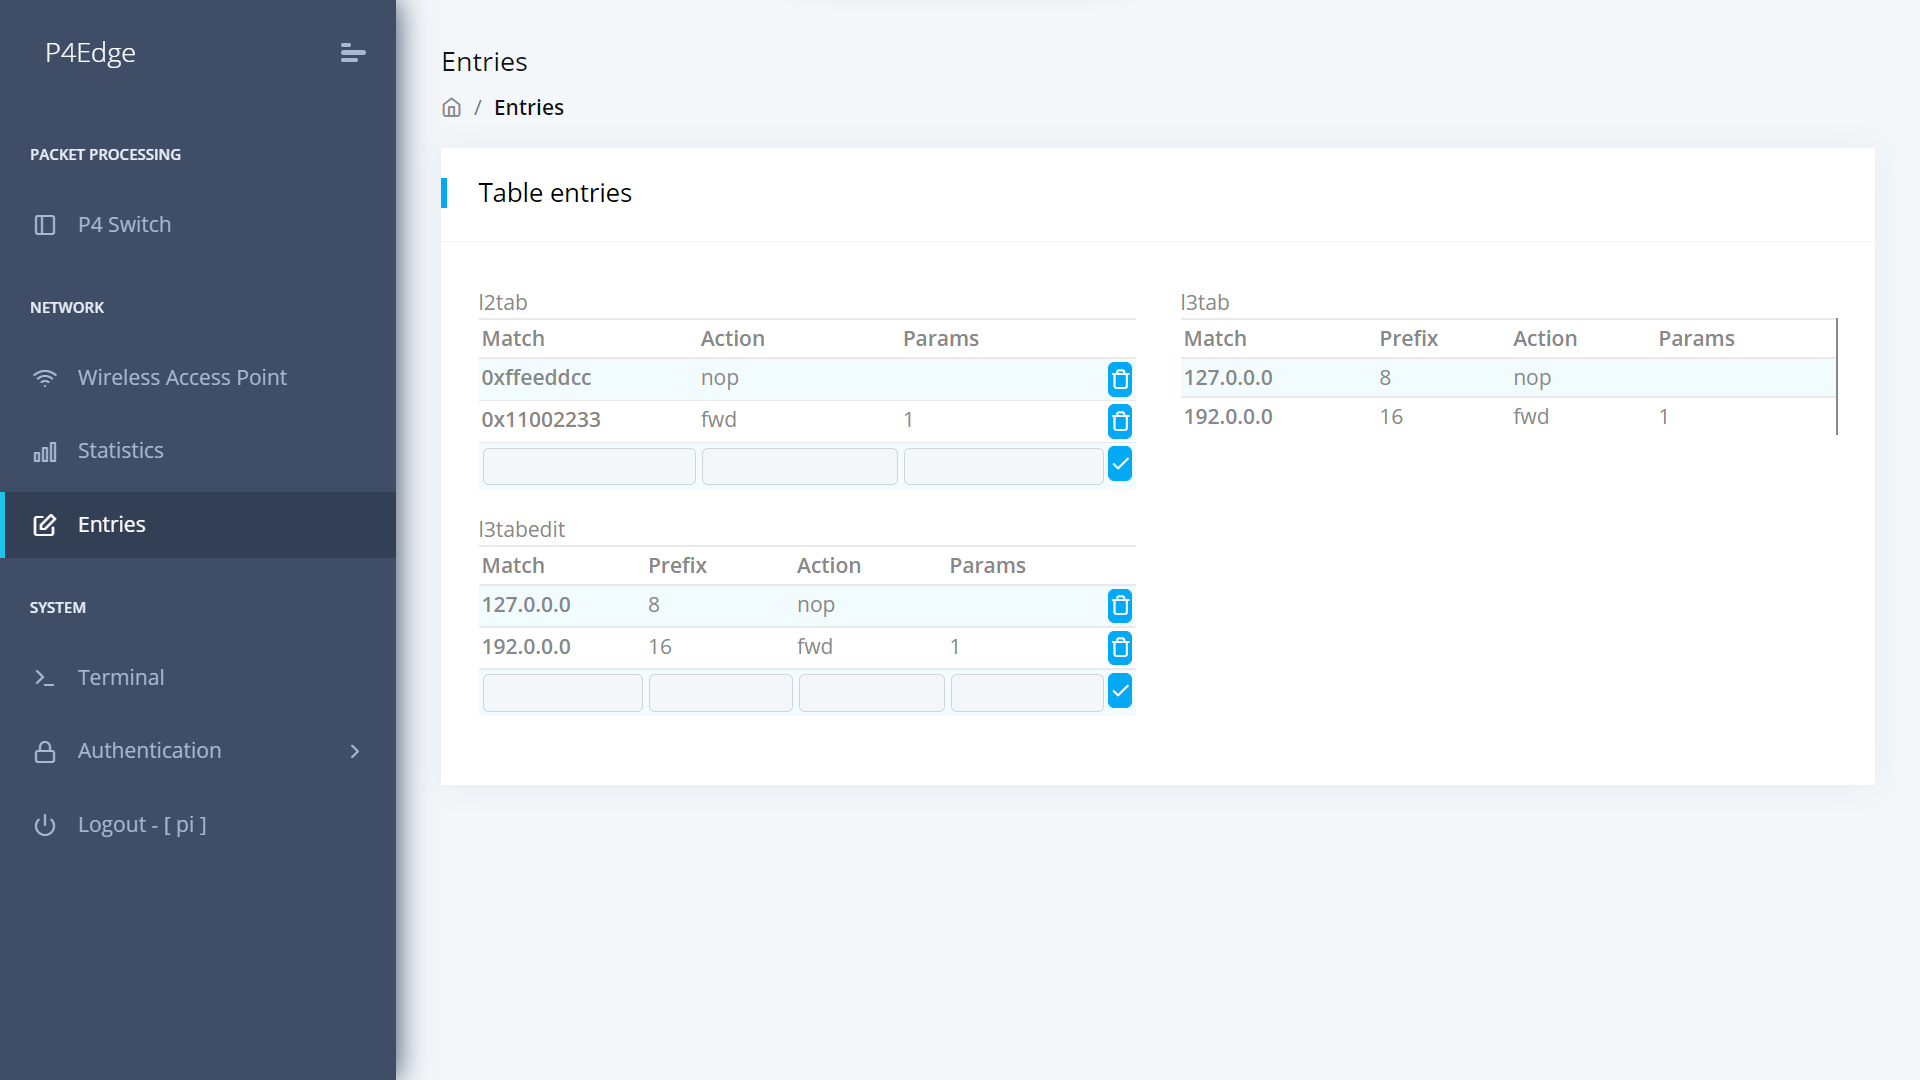 P4Edge
PACKET PROCESSING
P4 Switch
NETWORK
Wireless Access Point
Statistics
Entries
SYSTEM
Terminal
Authentication
Logout - [ pi ]
Entries
/ Entries
Table entries
l2tab
Match Action Params
0xffeeddcc nop
0x11002233 fwd 1
l3tabedit
Match Prefix Action Params
127.0.0.0 8 nop
192.0.0.0 16 fwd 1
l3tab
Match Prefix Action Params
127.0.0.0 8 nop
192.0.0.0 16 fwd 1